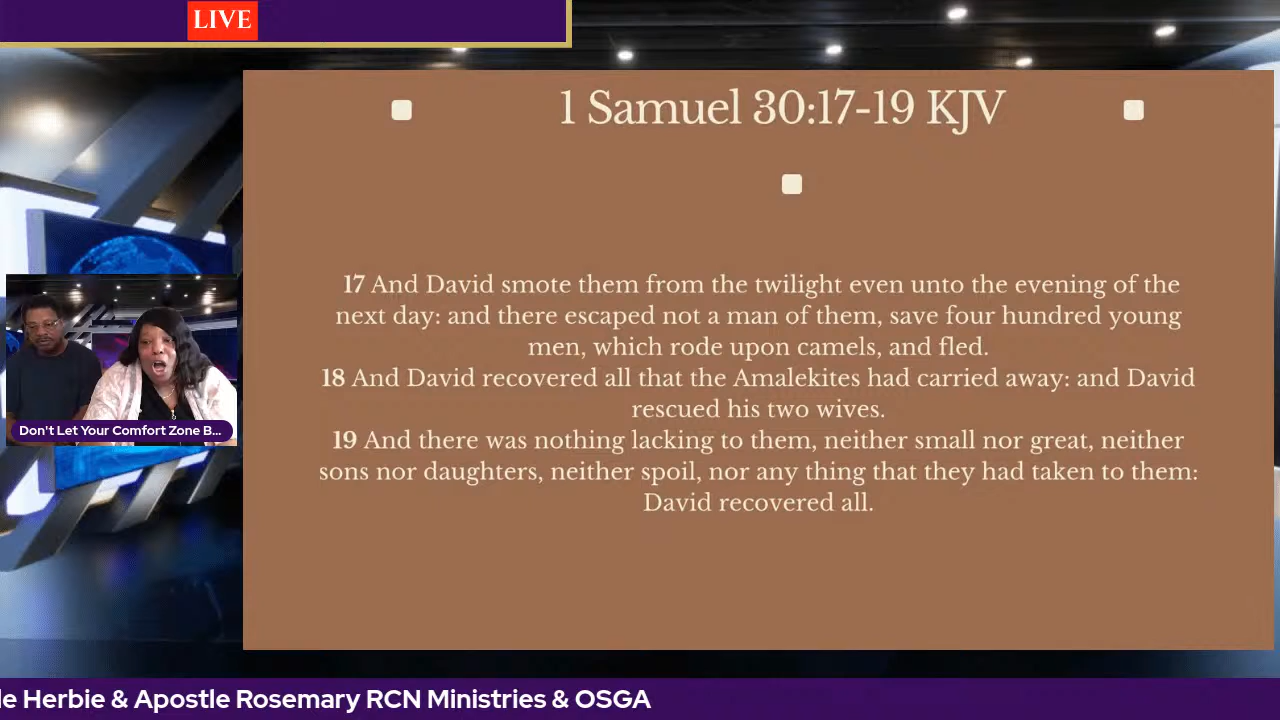 LIVE
1 Samuel 30:17-19 KJV
17 And David smote them from the twilight even unto the evening of the
next day: and there escaped not a man of them, save four hundred young
men, which rode upon camels, and fled.
18 And David recovered all that the Amalekites had carried away: and David
rescued his two wives.
19 And there was nothing lacking to them, neither small nor great, neither
sons nor daughters, neither spoil, nor any thing that they had taken to them:
David recovered all.
Don't Let Your Comfort Zone B...
le Herbie & Apostle Rosemary RCN Ministries & OSGA